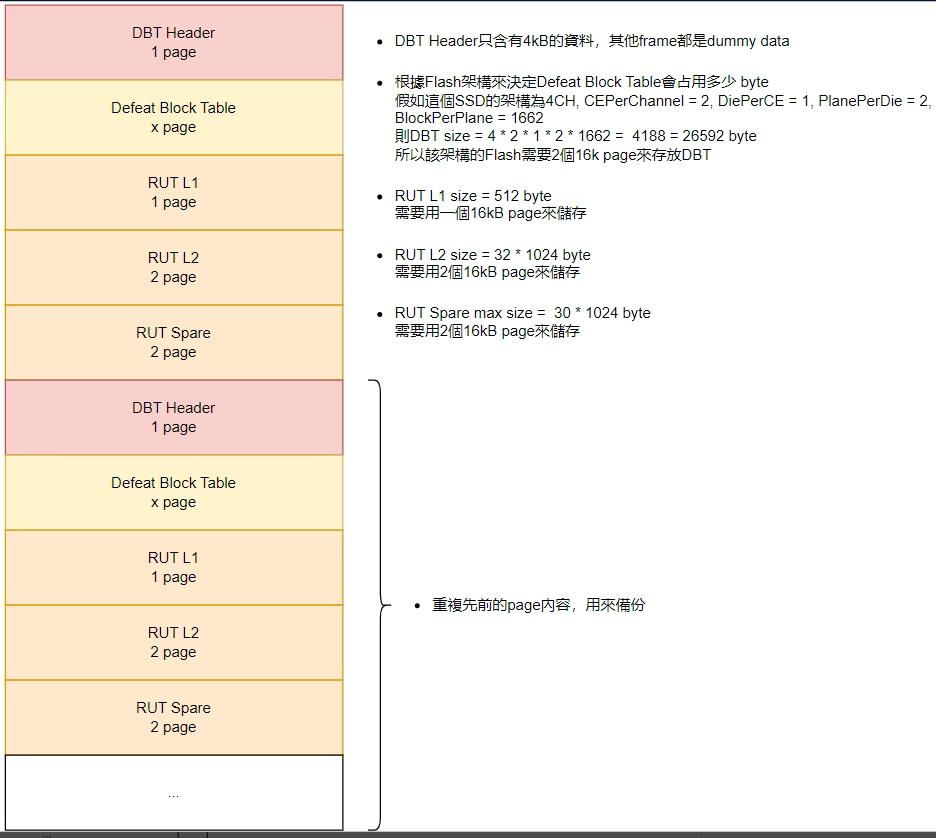 DBT Header
1 page
Defeat Block Table
x page
RUT L1
1 page
RUT L2
2 page
RUT Spare
2 page
DBT Header
1 page
Defeat Block Table
x page
RUT L1
1 page
RUT L2
2 page
RUT Spare
2 page
...
• DBT Header只含有4kB的資料，其他frame都是dummy data
• 根據Flash架構來決定Defeat Block Table會占用多少 byte
假如這個SSD的架構為4CH, CEPerChannel = 2, DiePerCE = 1, PlanePerDie = 2,
BlockPerPlane = 1662
則DBT size = 4 * 2 * 1 * 2 * 1662 = 4188 = 26592 byte
所以該架構的Flash需要2個16k page來存放DBT
• RUT L1 size = 512 byte
需要用一個16kB page來儲存
• RUT L2 size = 32 * 1024 byte
需要用2個16kB page來儲存
• RUT Spare max size = 30 * 1024 byte
需要用2個16kB page來儲存
• 重複先前的page內容，用來備份